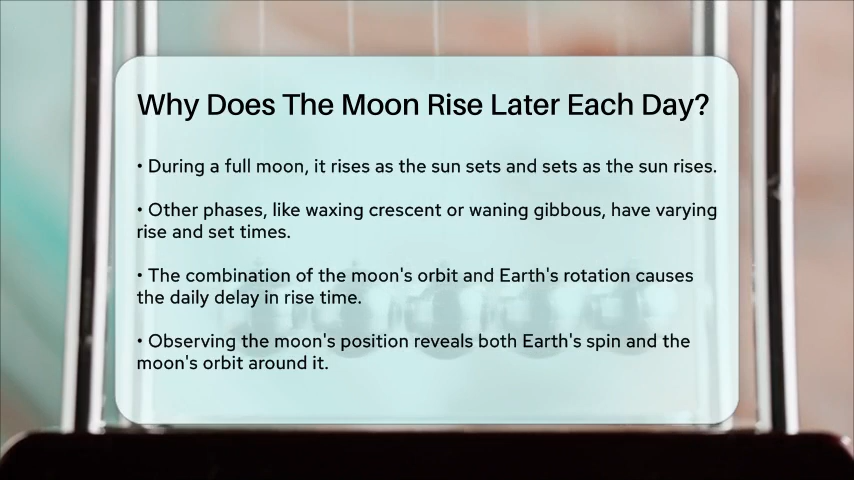 Why Does The Moon Rise Later Each Day?
• During a full moon, it rises as the sun sets and sets as the sun rises.
• Other phases, like waxing crescent or waning gibbous, have varying
rise and set times.
• The combination of the moon's orbit and Earth's rotation causes
the daily delay in rise time.
• Observing the moon's position reveals both Earth's spin and the
moon's orbit around it.